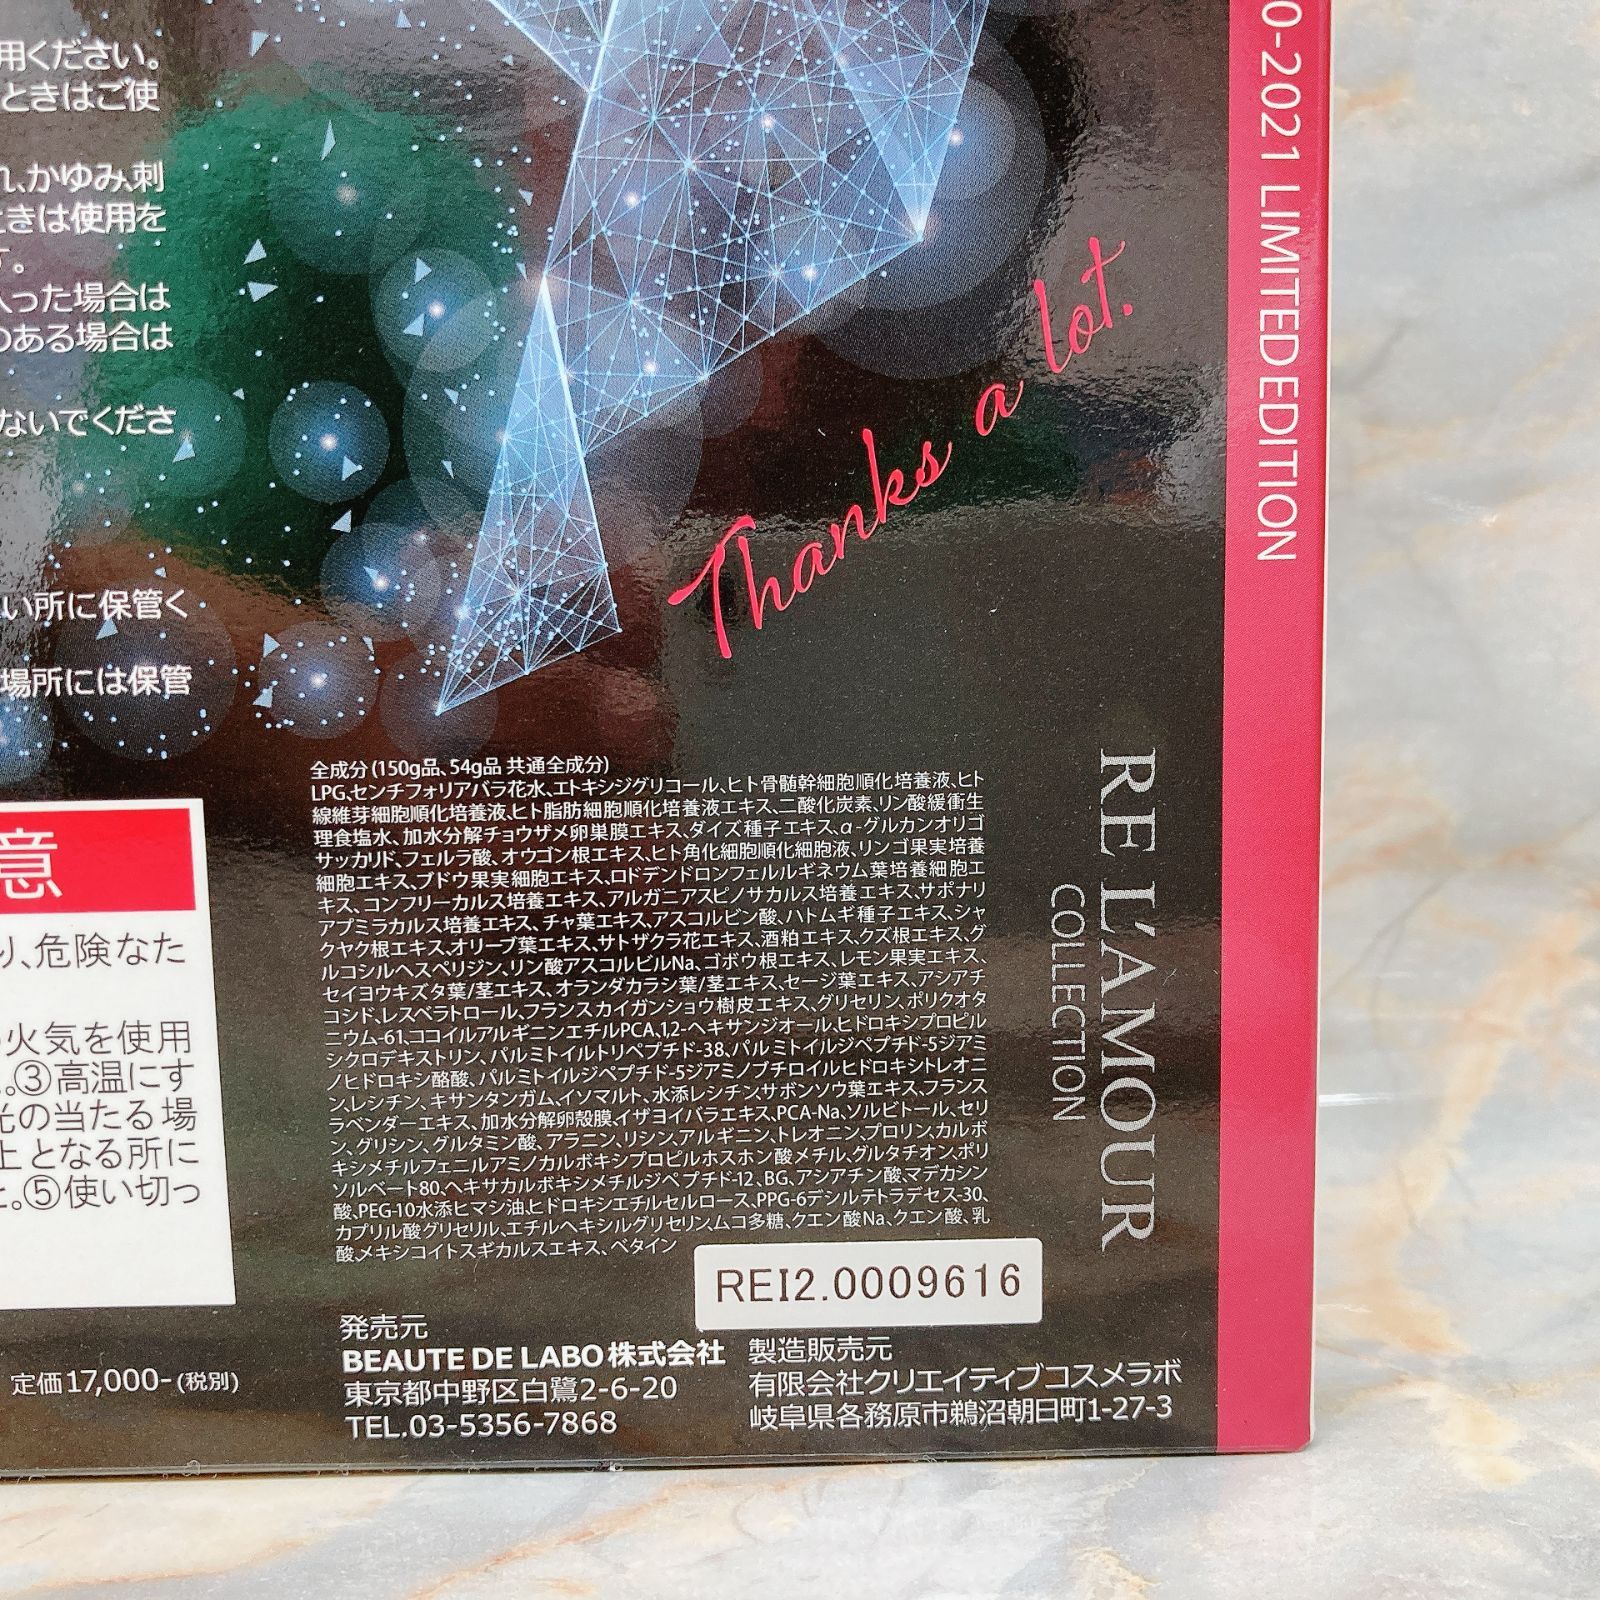 用ください。
ときはご使
れ、かゆみ、刺
ときは使用を
す。
入った場合は
のある場合は
ないでくださ
い所に保管く
場所には保管
0-2021 LIMITED EDITION
Thanks a lot.
RE L'AMOUR
COLLECTION
意
り、危険なた
火気を使用
。③高温にす
光の当たる場
上となる所に
。⑤使い切っ
定価17,000-(税別)
全成分(150g品、54g品 共通全成分)
LPG、センチフォリアバラ花水、エトキシジグリコール、ヒト骨髄幹細胞順化培養液、ヒト
線維芽細胞順化培養液、ヒト脂肪細胞順化培養液エキス、二酸化炭素、リン酸緩衝生
理食塩水、加水分解チョウザメ卵巣膜エキス、ダイズ種子エキス、α-グルカンオリゴ
サッカリド、フェルラ酸、オウゴン根エキス、ヒト角化細胞順化細胞液、リンゴ果実培養
細胞エキス、ブドウ果実細胞エキス、ロドデンドロンフェルルギネウム葉培養細胞エ
キス、コンフリーカルス培養エキス、アルガニアスピノサカルス培養エキス、サポナリ
アプミラカルス培養エキス、チャ葉エキス、アスコルビン酸、ハトムギ種子エキス、シャ
クヤク根エキス、オリーブ葉エキス、サトザクラ花エキス、酒粕エキス、クズ根エキス、グ
ルコシルヘスペリジン、リン酸アスコルビルNa、ゴボウ根エキス、レモン果実エキス、
セイヨウキズタ葉/茎エキス、オランダカラシ葉/茎エキス、セージ葉エキス、アシアチ
コシド、レスベラトロール、フランスカイガンショウ樹皮エキス、グリセリン、ポリクオタ
ニウム-61、ココイルアルギニンエチルPCA、1,2-ヘキサンジオール、ヒドロキシプロピル
シクロデキストリン、パルミトイルトリペプチド-38、パルミトイルジペプチド-5ジアミ
ノヒドロキシ酪酸、パルミトイルジペプチド-5ジアミノブチロイルヒドロキシトレオニ
ン、レシチン、キサンタンガム、イソマルト、水添レシチン、サボンソウ葉エキス、フランス
ラベンダーエキス、加水分解卵殻膜、イザヨイバラエキス、PCA-Na、ソルビトール、セリ
ン、グリシン、グルタミン酸、アラニン、リシン、アルギニン、トレオニン、プロリン、カルボ
キシメチルフェニルアミノカルボキシプロピルホスホン酸メチル、グルタチオン、ポリ
ソルベート80、ヘキサカルボキシメチルジペプチド-12、BG、アシアチン酸、マデカシン
酸、PEG-10水添ヒマシ油、ヒドロキシエチルセルロース、PPG-6デシルテトラデセス-30、
カプリル酸グリセリル、エチルヘキシルグリセリン、ムコ多糖、クエン酸Na、クエン酸、乳
酸、メキシコイトスギカルスエキス、ベタイン
REI2.0009616
発売元
BEAUTE DE LABO株式会社
東京都中野区白鷺2-6-20
TEL.03-5356-7868
製造販売元
有限会社クリエイティブコスメラボ
岐阜県各務原市鵜沼朝日町1-27-3